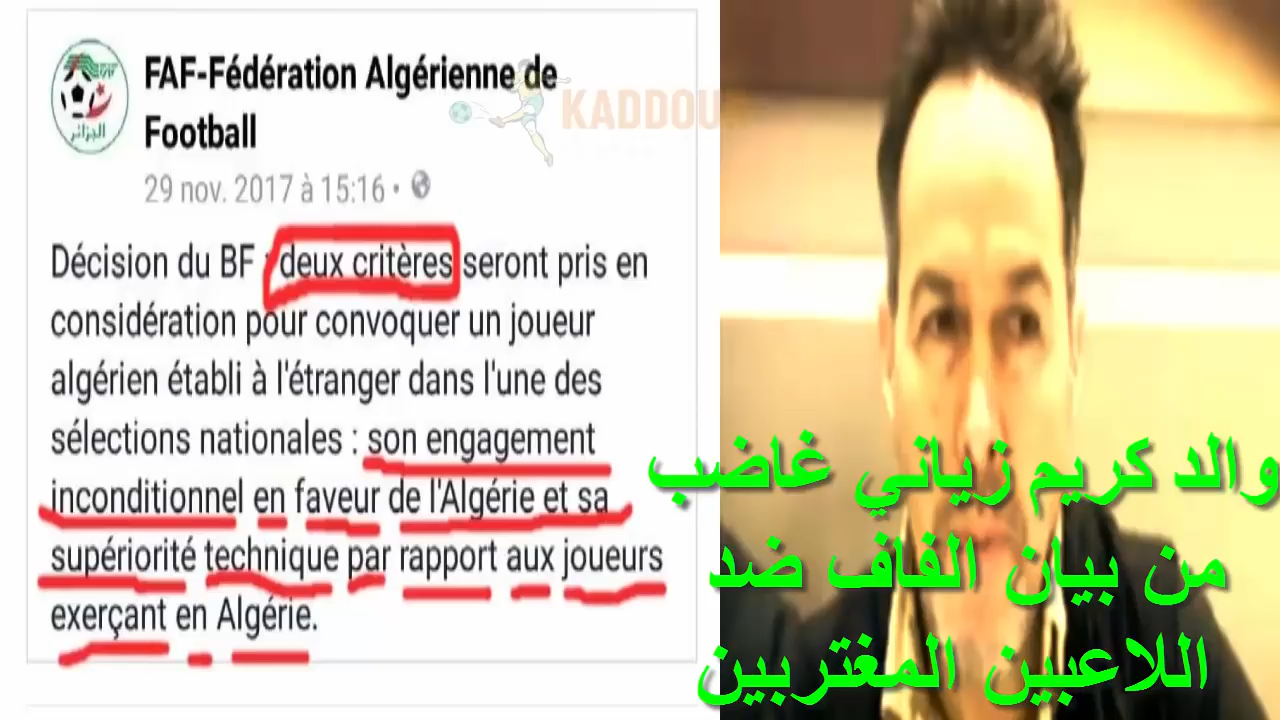 FAF-Fédération Algérienne de
Football
29 nov. 2017 à 15:16
Décision du BF : deux critères seront pris en
considération pour convoquer un joueur
algérien établi à l'étranger dans l'une des
sélections nationales : son engagement
inconditionnel en faveur de l'Algérie et sa
supériorité technique par rapport aux joueurs
exerçant en Algérie.
KADDOU
الجزائر
والد كريم زياني غاضب
من بيان الفاف ضد
اللاعبين المغتربين